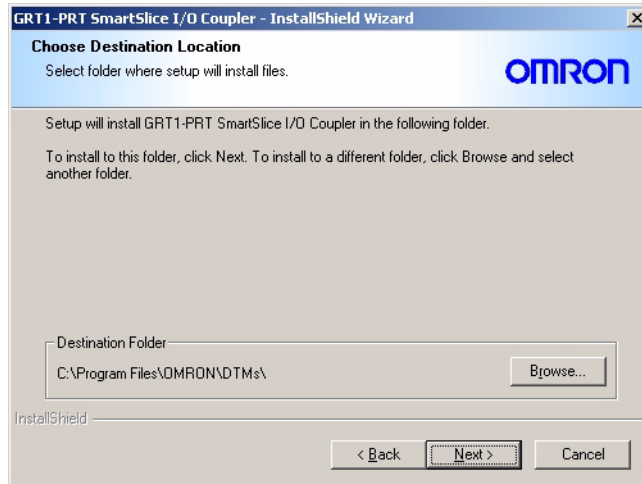 GRT1-PRT SmartSlice I/O Coupler - InstallShield Wizard
Choose Destination Location
Select folder where setup will install files.
OMRON
Setup will install GRT1-PRT SmartSlice I/O Coupler in the following folder.
To install to this folder, click Next. To install to a different folder, click Browse and select
another folder.
Destination Folder
C:\Program Files\OMRON\DTMs\
Browse...
InstallShield
< Back
Next >
Cancel